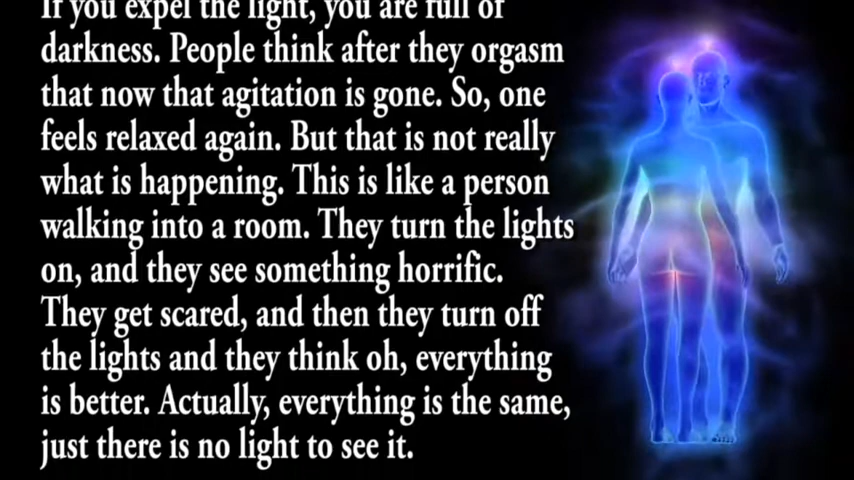 If you expel the light, you are full of
darkness. People think after they orgasm
that now that agitation is gone. So, one
feels relaxed again. But that is not really
what is happening. This is like a person
walking into a room. They turn the lights
on, and they see something horrific.
They get scared, and then they turn off
the lights and they think oh, everything
is better. Actually, everything is the same,
just there is no light to see it.